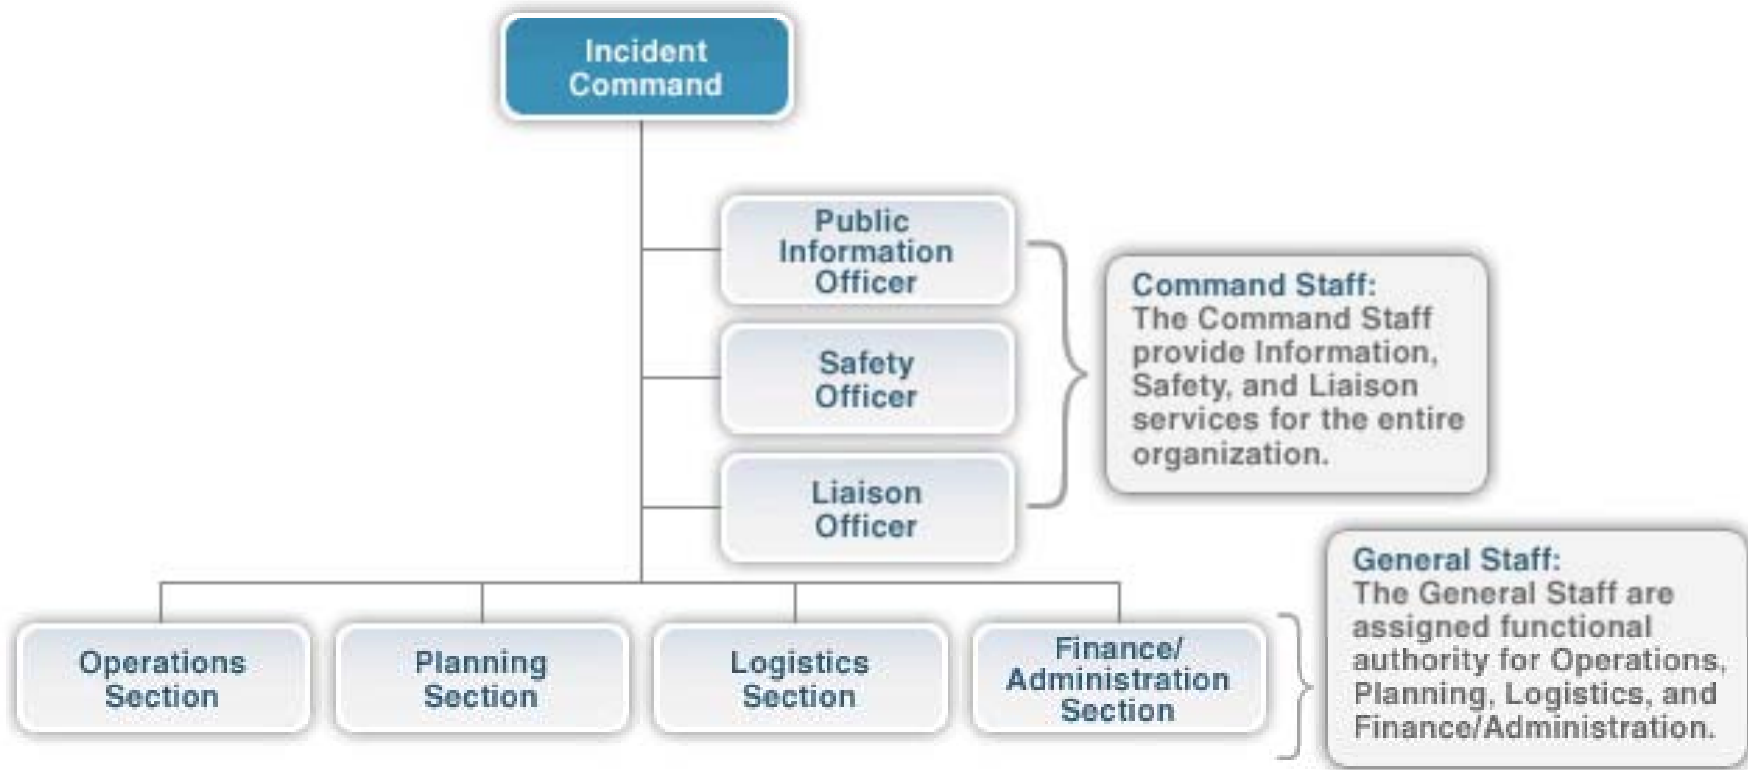 Incident
Command
Public
Information
Officer
Safety
Officer
Liaison
Officer
Command Staff:
The Command Staff
provide Information,
Safety, and Liaison
services for the entire
organization.
Operations
Section
Planning
Section
Logistics
Section
Finance/
Administration
Section
General Staff:
The General Staff are
assigned functional
authority for Operations,
Planning, Logistics, and
Finance/Administration.